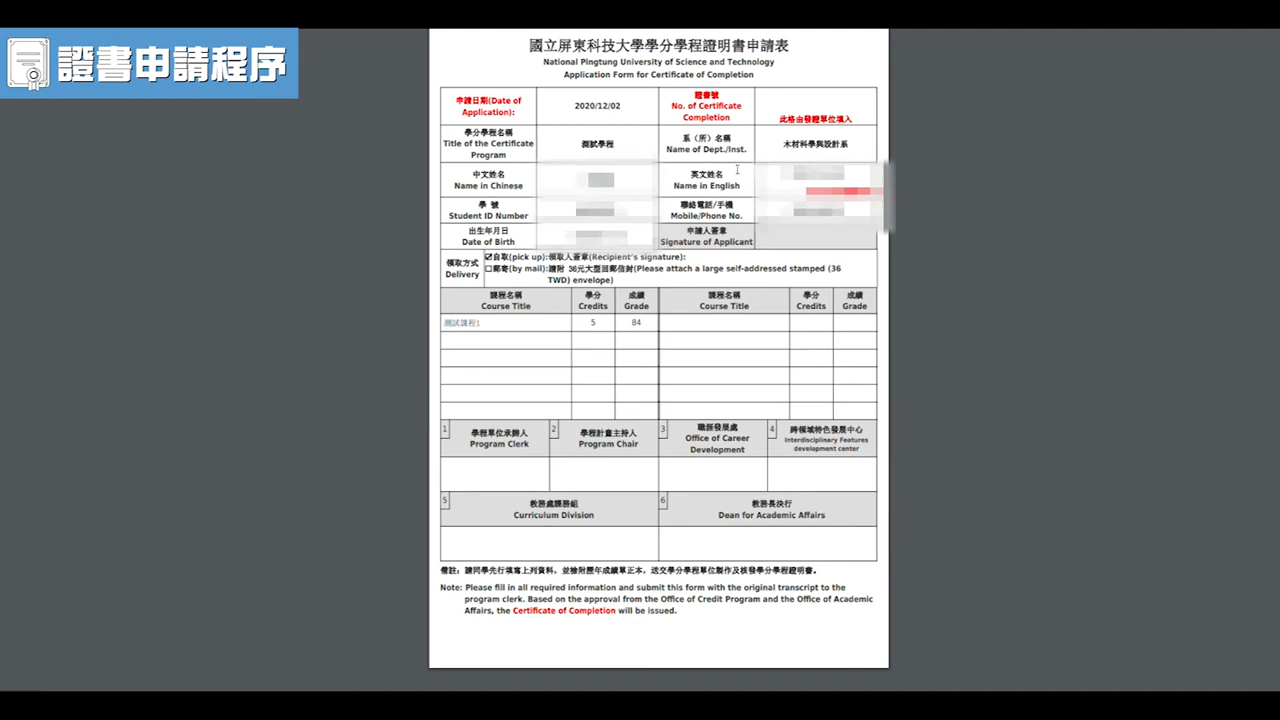 證書申請程序
國立屏東科技大學學分學程證明書申請表
National Pingtung University of Science and Technology
Application Form for Certificate of Completion
申請日期(Date of
Application):
2020/12/02
證書號
No. of Certificate
Completion
此格由發證單位填入
學分學程名稱
Title of the Certificate
Program
測試學程
系（所）名稱
Name of Dept./Inst.
木材科學與設計系
中文姓名
Name in Chinese
英文姓名
Name in English
學 號
Student ID Number
聯絡電話/手機
Mobile/Phone No.
出生年月日
Date of Birth
申請人簽章
Signature of Applicant
領取方式
Delivery
☑自取(pick up):領取人簽章(Recipient's signature):
☐郵寄(by mail):請附 36元大型回郵信封(Please attach a large self-addressed stamped (36
TWD) envelope)
課程名稱
Course Title
學分
Credits
成績
Grade
課程名稱
Course Title
學分
Credits
成績
Grade
測試課程1
5
84
1
學程單位承辦人
Program Clerk
2
學程計畫主持人
Program Chair
3
職涯發展處
Office of Career
Development
4
跨領域特色發展中心
Interdisciplinary Features
development center
5
教務處課務組
Curriculum Division
6
教務長決行
Dean for Academic Affairs
備註：請同學先行填寫上列資料，並檢附歷年成績單正本，送交學分學程單位製作及核發學分學程證明書。
Note: Please fill in all required information and submit this form with the original transcript to the
program clerk. Based on the approval from the Office of Credit Program and the Office of Academic
Affairs, the Certificate of Completion will be issued.